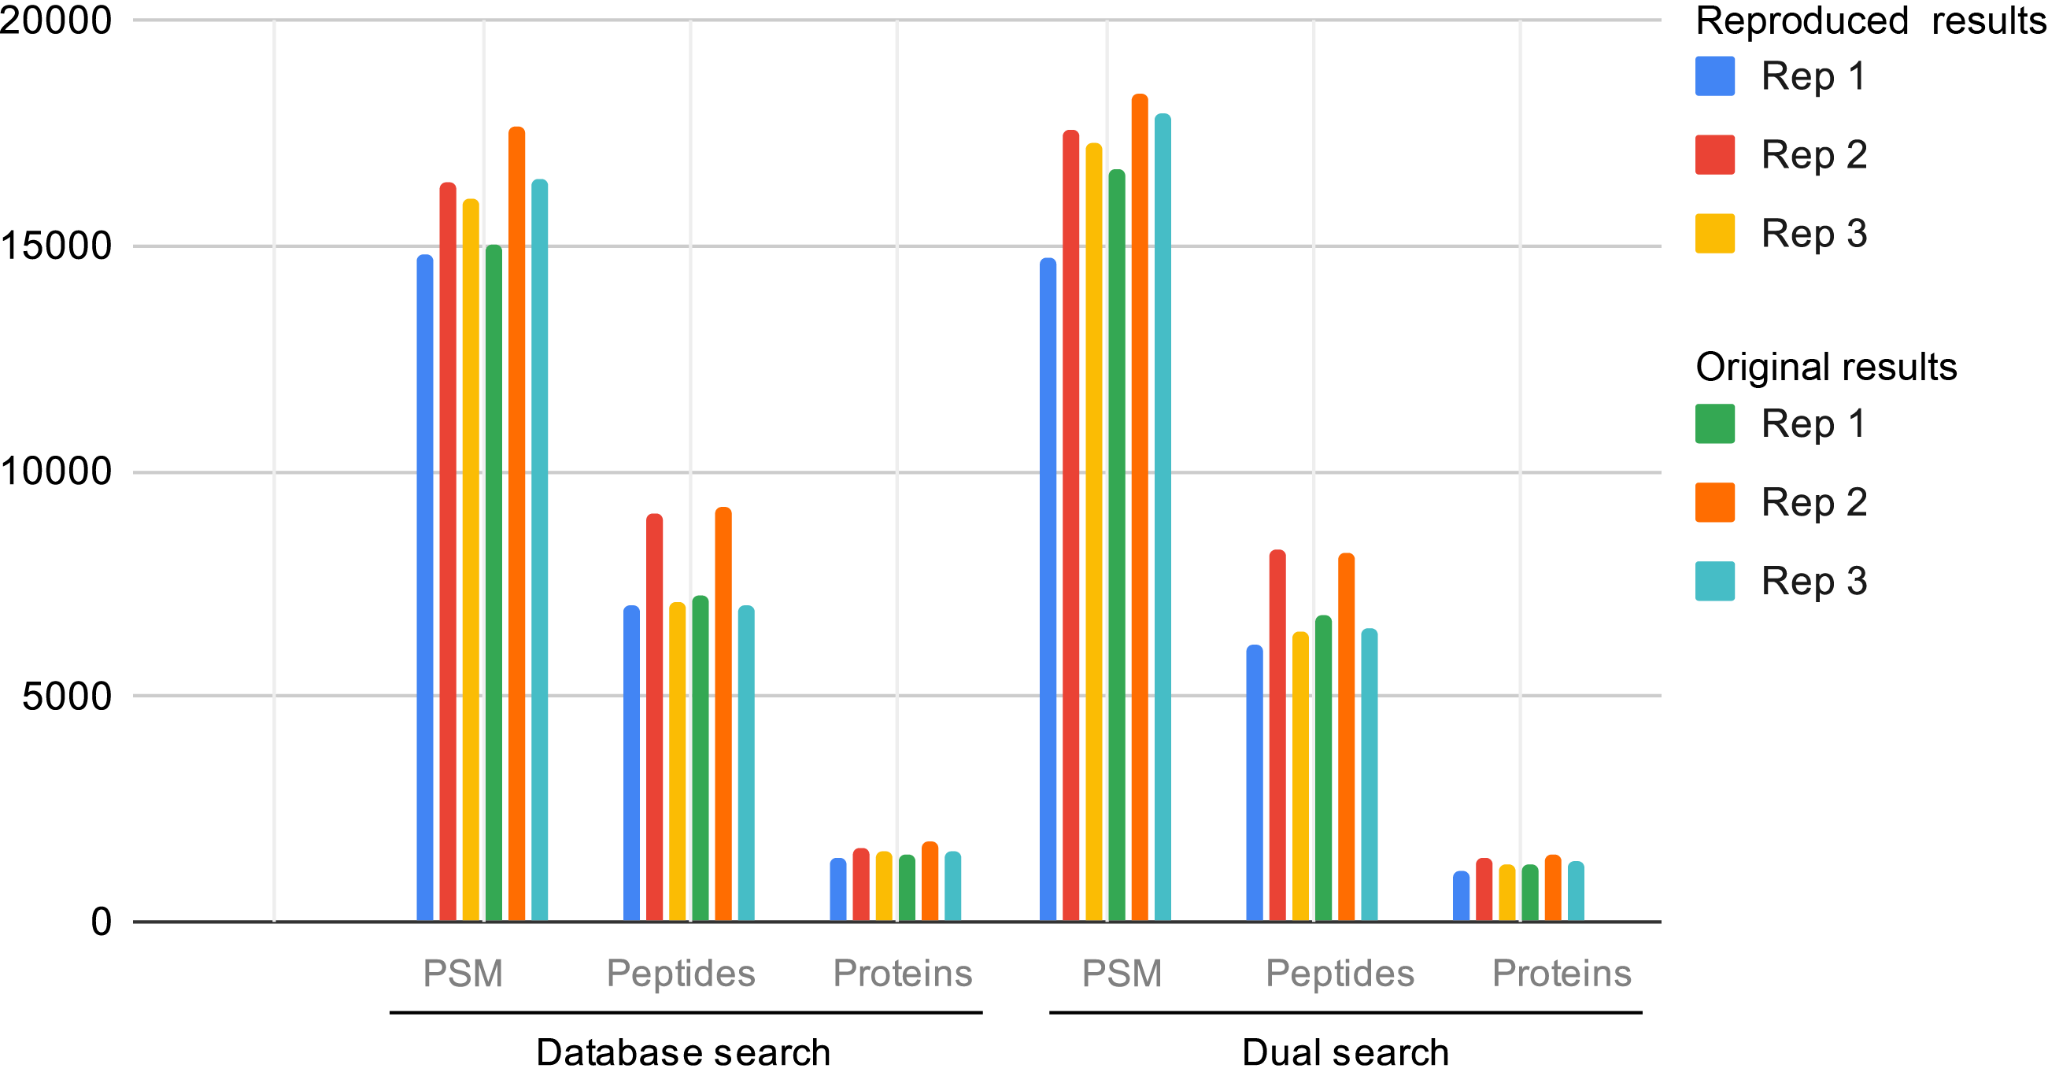 20000
15000
10000
5000
0
PSM
Peptides
Proteins
PSM
Peptides
Proteins
Database search
Dual search
Reproduced results
Rep 1
Rep 2
Rep 3
Original results
Rep 1
Rep 2
Rep 3